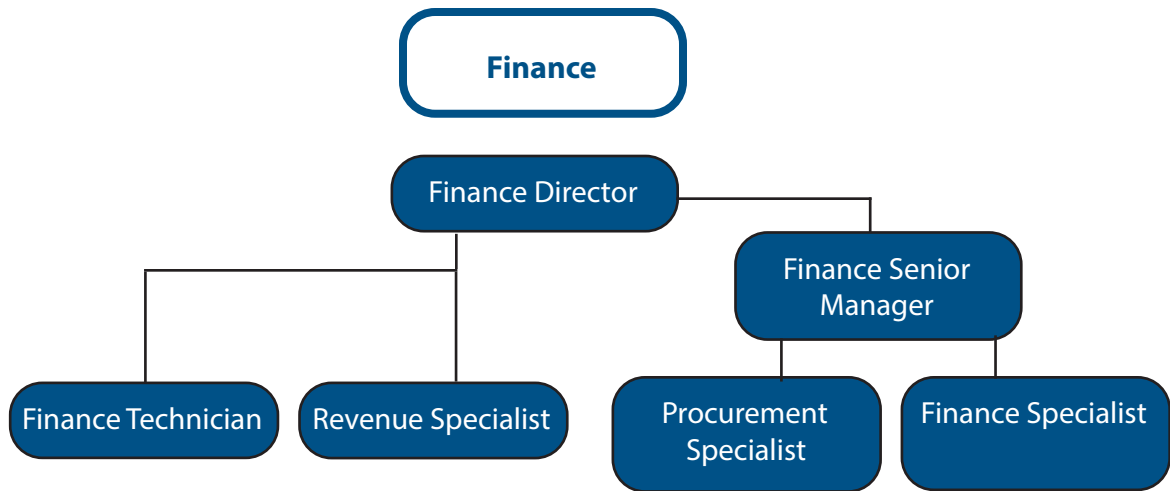 Finance
Finance Director
Finance Senior
Manager
Finance Technician
Revenue Specialist
Procurement
Specialist
Finance Specialist